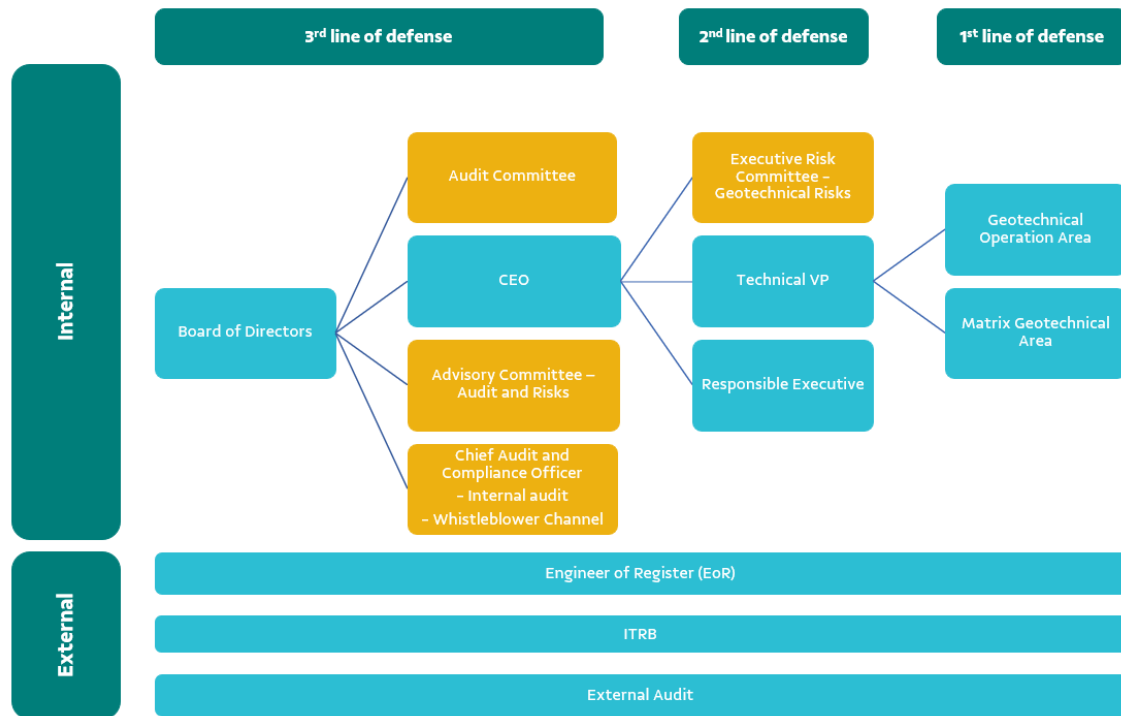 3rd line of defense
2nd line of defense
1st line of defense
Internal
Board of Directors
Audit Committee
CEO
Advisory Committee –
Audit and Risks
Chief Audit and
Compliance Officer
- Internal audit
- Whistleblower Channel
Executive Risk
Committee –
Geotechnical Risks
Technical VP
Responsible Executive
Geotechnical
Operation Area
Matrix Geotechnical
Area
External
Engineer of Register (EoR)
ITRB
External Audit